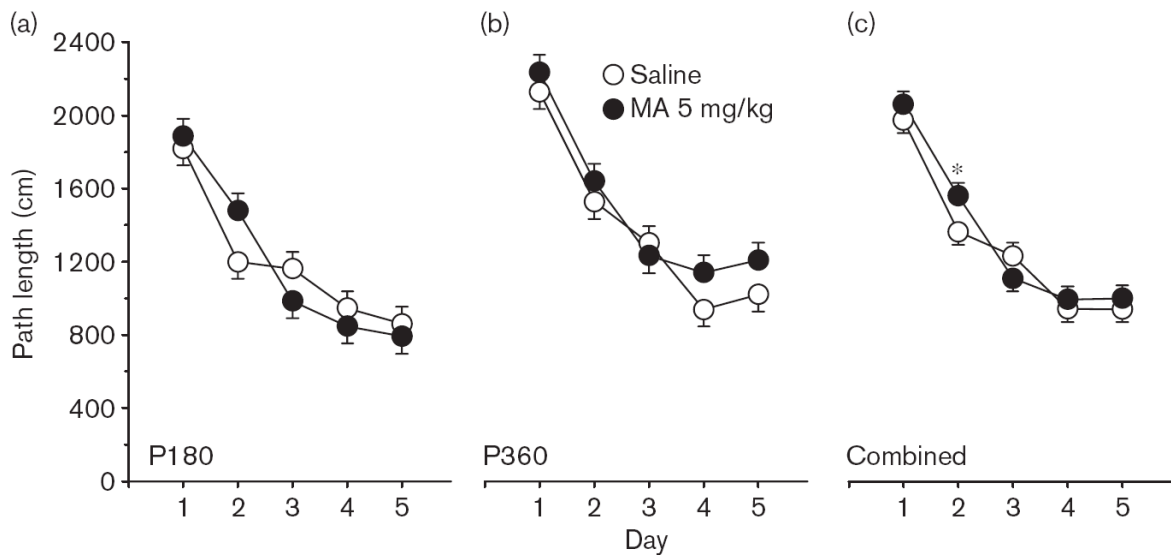 (a)
(b)
(c)
2400
2000
1600
1200
800
400
0
Path length (cm)
Saline
MA 5 mg/kg
*
P180
P360
Combined
1 2 3 4 5
1 2 3 4 5
1 2 3 4 5
Day